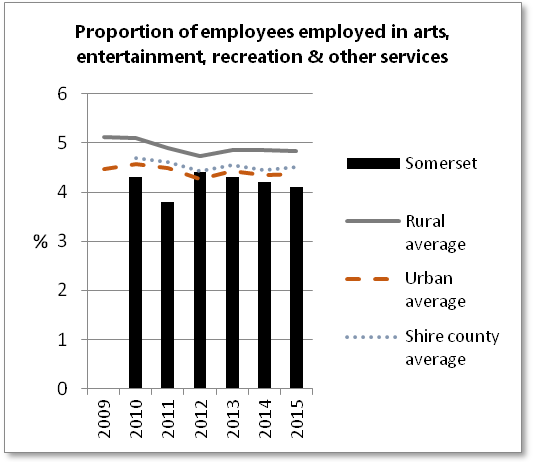 Proportion of employees employed in arts,
entertainment, recreation & other services
6
5
4
% 3
2
1
0
2009 2010 2011 2012 2013 2014 2015
Somerset
Rural
average
Urban
average
Shire county
average